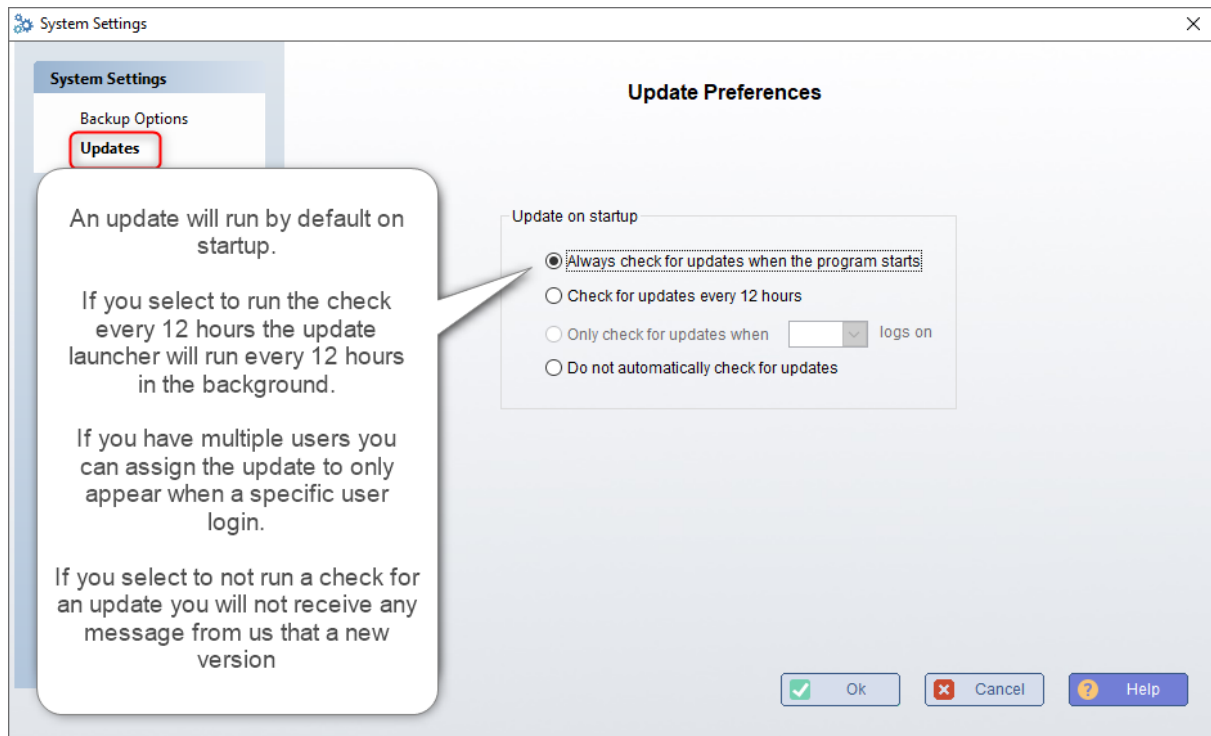 System Settings
System Settings
Backup Options
Updates
Update Preferences
An update will run by default on
startup.
If you select to run the check
every 12 hours the update
launcher will run every 12 hours
in the background.
If you have multiple users you
can assign the update to only
appear when a specific user
login.
If you select to not run a check for
an update you will not receive any
message from us that a new
version
Update on startup
Always check for updates when the program starts
Check for updates every 12 hours
Only check for updates when logs on
Do not automatically check for updates
Ok Cancel ? Help